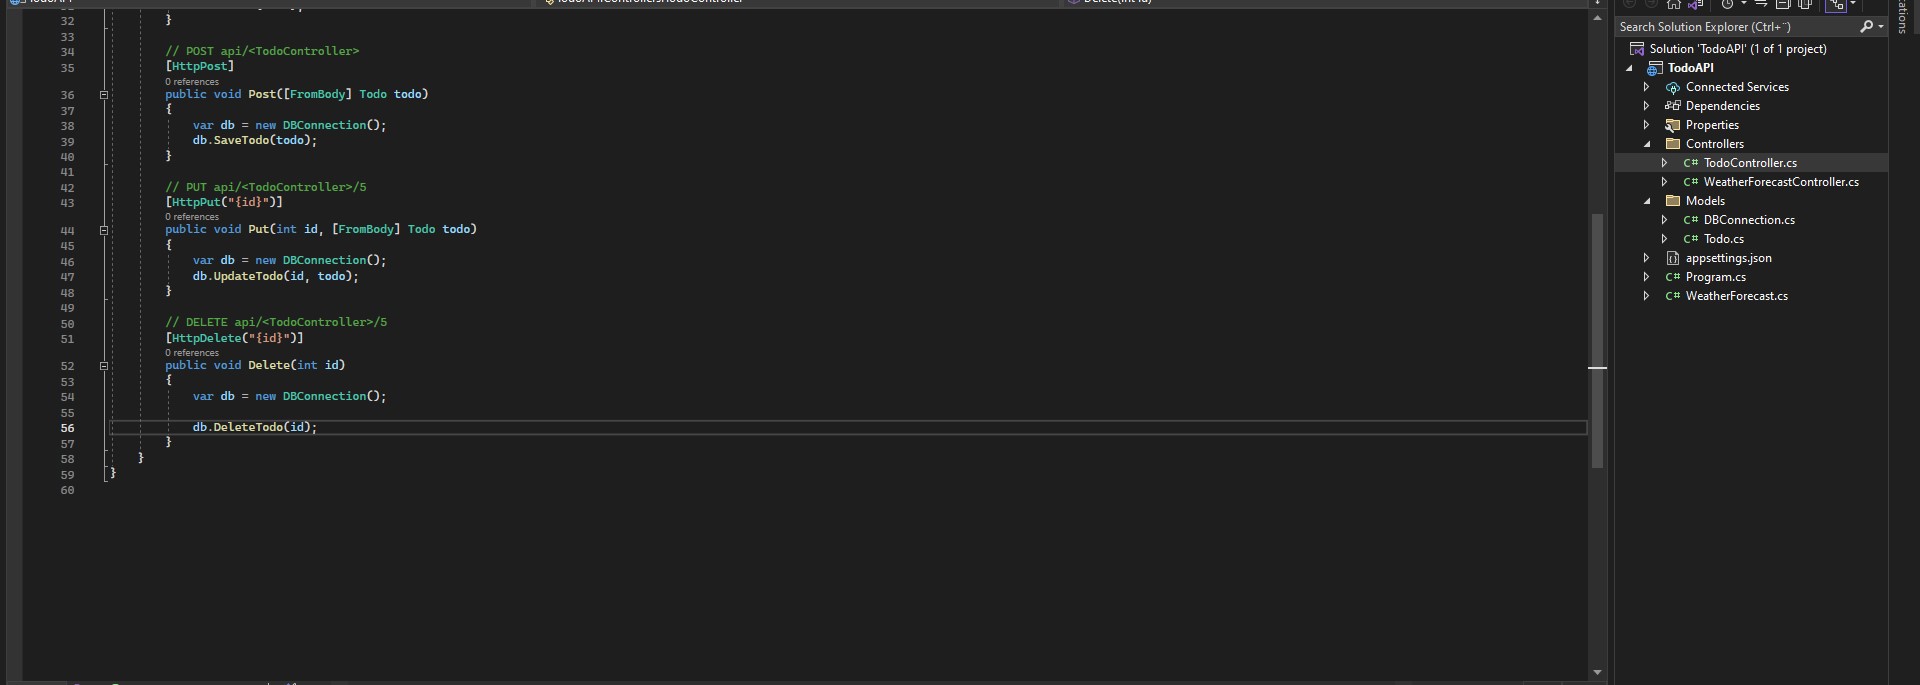 32 }
33
34 // POST api/<TodoController>
35 [HttpPost]
0 references
36 public void Post([FromBody] Todo todo)
37 {
38 var db = new DBConnection();
39 db.SaveTodo(todo);
40 }
41
42 // PUT api/<TodoController>/5
43 [HttpPut("{id}")]
0 references
44 public void Put(int id, [FromBody] Todo todo)
45 {
46 var db = new DBConnection();
47 db.UpdateTodo(id, todo);
48 }
49
50 // DELETE api/<TodoController>/5
51 [HttpDelete("{id}")]
0 references
52 public void Delete(int id)
53 {
54 var db = new DBConnection();
55
56 db.DeleteTodo(id);
57 }
58 }
59 }
60
Search Solution Explorer (Ctrl+¨)
Solution 'TodoAPI' (1 of 1 project)
TodoAPI
Connected Services
Dependencies
Properties
Controllers
C# TodoController.cs
C# WeatherForecastController.cs
Models
C# DBConnection.cs
C# Todo.cs
appsettings.json
C# Program.cs
C# WeatherForecast.cs